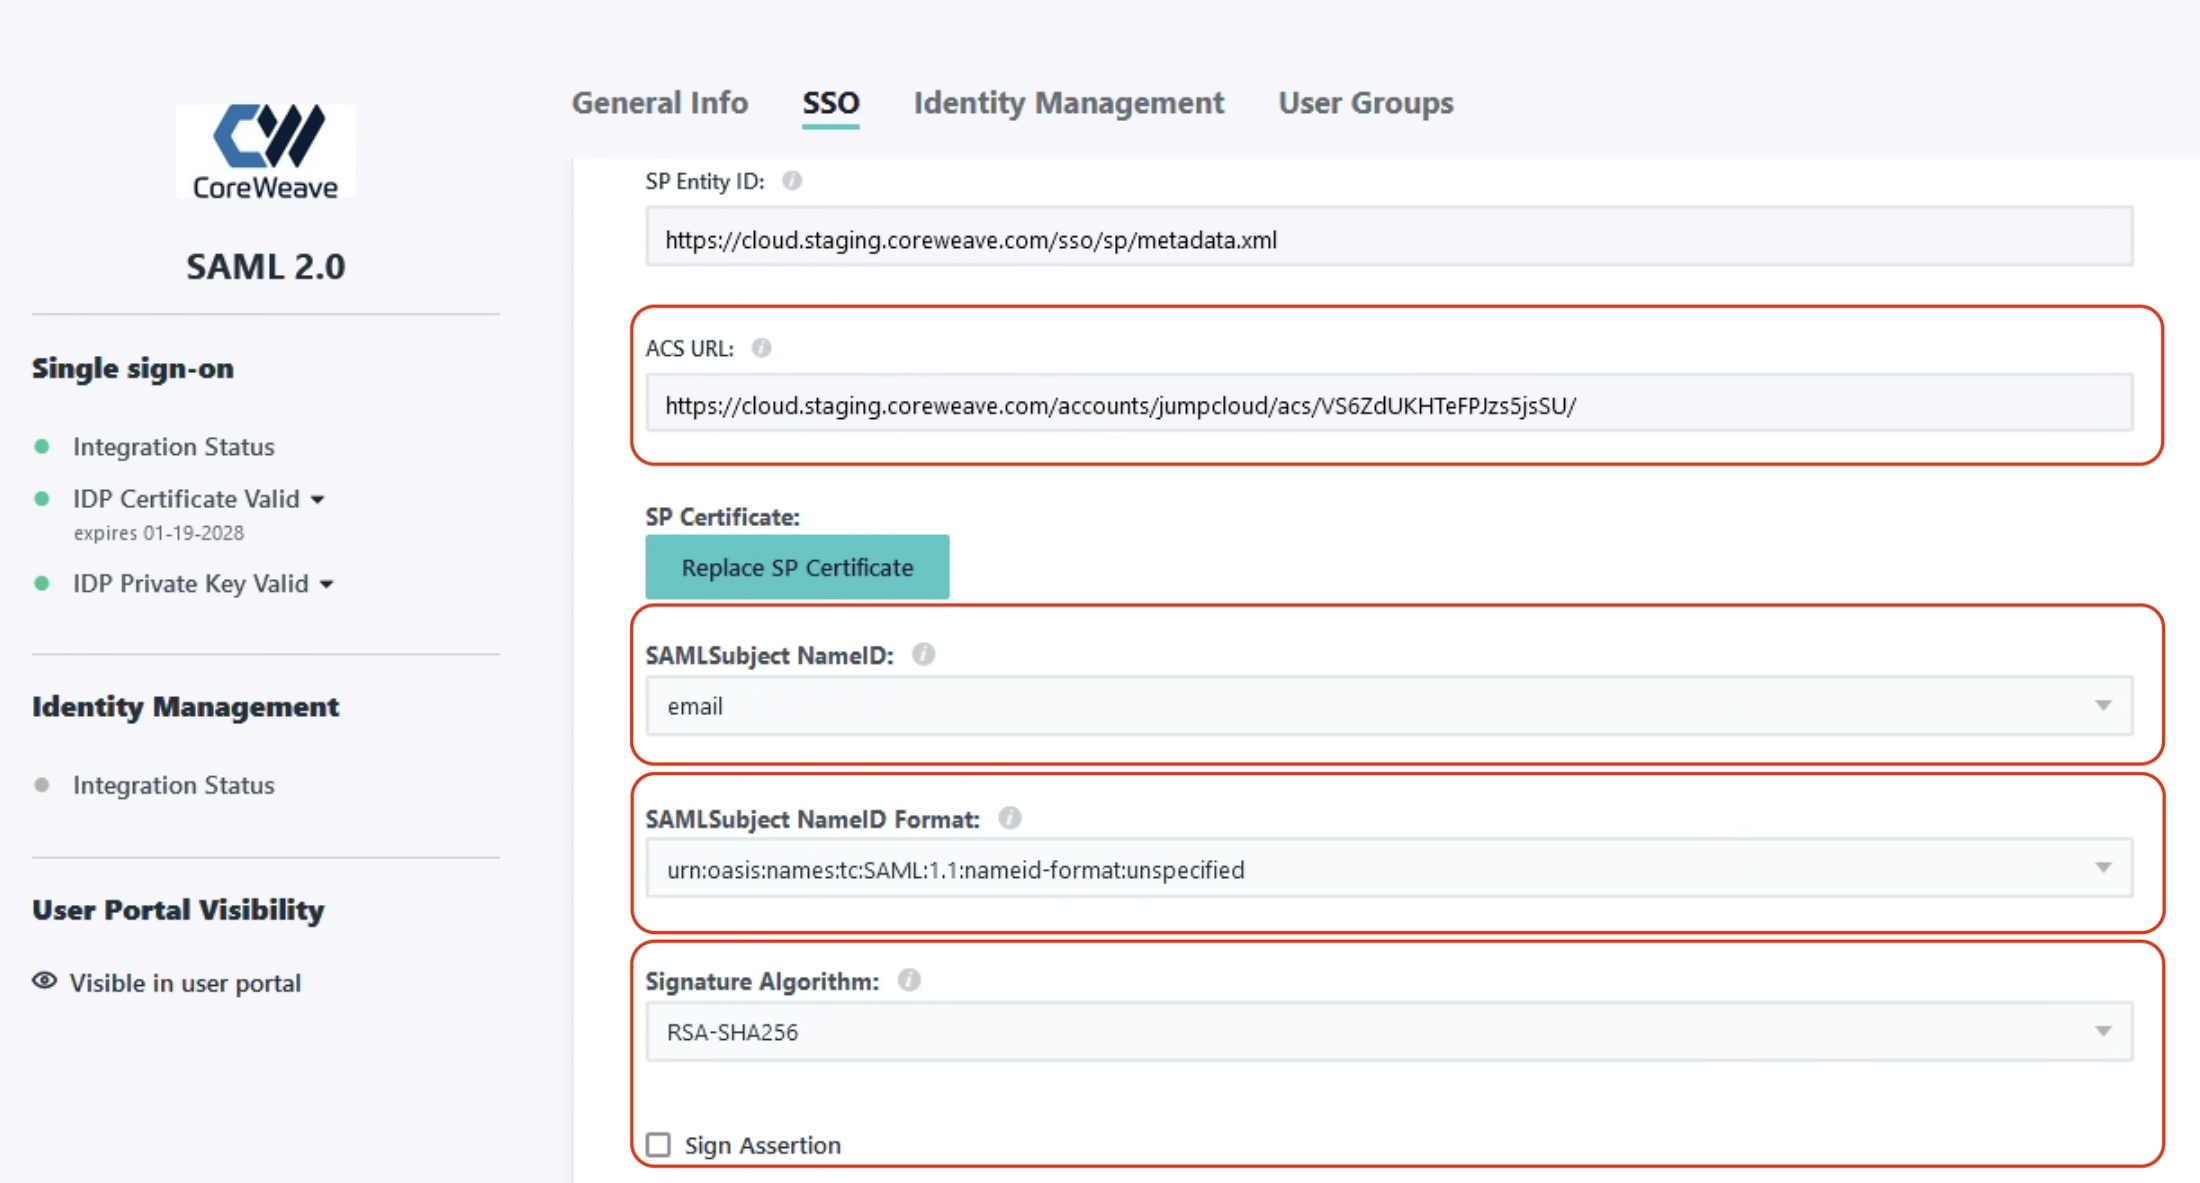 General Info SSO Identity Management User Groups
CoreWeave
SAML 2.0
Single sign-on
Integration Status
IDP Certificate Valid
expires 01-19-2028
IDP Private Key Valid
Identity Management
Integration Status
User Portal Visibility
Visible in user portal
SP Entity ID:
https://cloud.staging.coreweave.com/sso/sp/metadata.xml
ACS URL:
https://cloud.staging.coreweave.com/accounts/jumpcloud/acs/VS6ZdUKHTeFPJzs5jsSU/
SP Certificate:
Replace SP Certificate
SAMLSubject NameID:
email
SAMLSubject NameID Format:
urn:oasis:names:tc:SAML:1.1:nameid-format:unspecified
Signature Algorithm:
RSA-SHA256
Sign Assertion